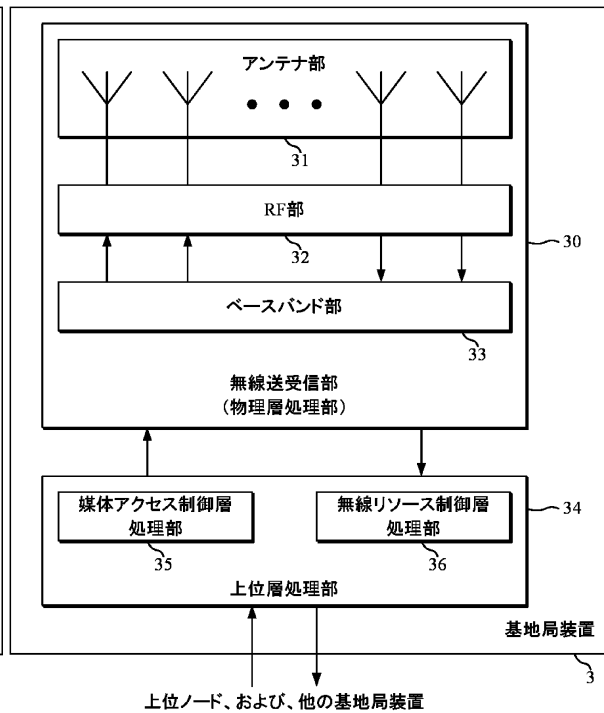 アンテナ部
31
RF部
32
30
ベースバンド部
33
無線送受信部
(物理層処理部)
媒体アクセス制御層
処理部
35
無線リソース制御層
処理部
36
34
上位層処理部
基地局装置
3
上位ノード、および、他の基地局装置